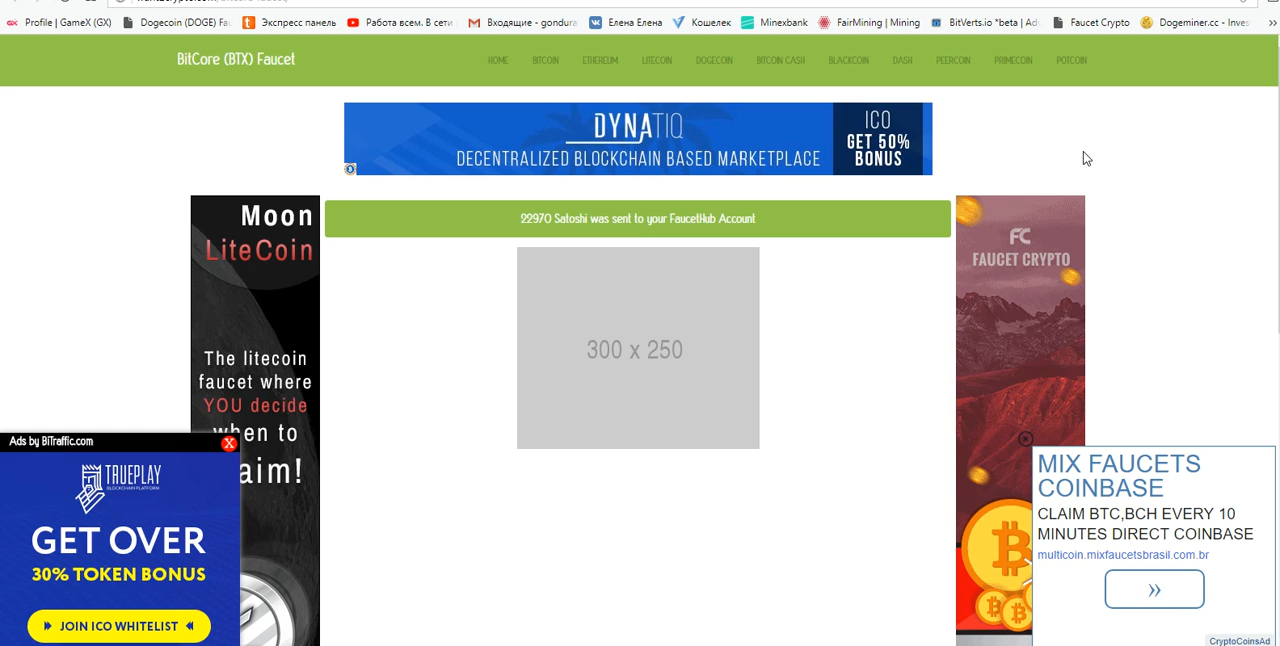 Profile | GameX (GX)
Dogecoin (DOGE) Fau
Экспресс панель
Работа всем. В сети
Входящие - gondura
Елена Елена
Кошелек
Minexbank
FairMining | Mining
BitVerts.io *beta | Ad
Faucet Crypto
Dogeminer.cc - Inves
»
BitCore (BTX) Faucet
HOME
BITCOIN
ETHEREUM
LITECOIN
DOGECOIN
BITCOIN CASH
BLACKCOIN
DASH
PEERCOIN
PRIMECOIN
POTCOIN
DYNATIQ
DECENTRALIZED BLOCKCHAIN BASED MARKETPLACE
ICO
GET 50%
BONUS
22970 Satoshi was sent to your FaucetHub Account
300 x 250
Moon
LiteCoin
The litecoin
faucet where
YOU decide
when to
aim!
FC
FAUCET CRYPTO
Ads by BiTraffic.com
X
TRUEPLAY
BLOCKCHAIN PLATFORM
GET OVER
30% TOKEN BONUS
JOIN ICO WHITELIST
MIX FAUCETS
COINBASE
CLAIM BTC,BCH EVERY 10
MINUTES DIRECT COINBASE
multicoin.mixfaucetsbrasil.com.br
»
CryptoCoinsAd